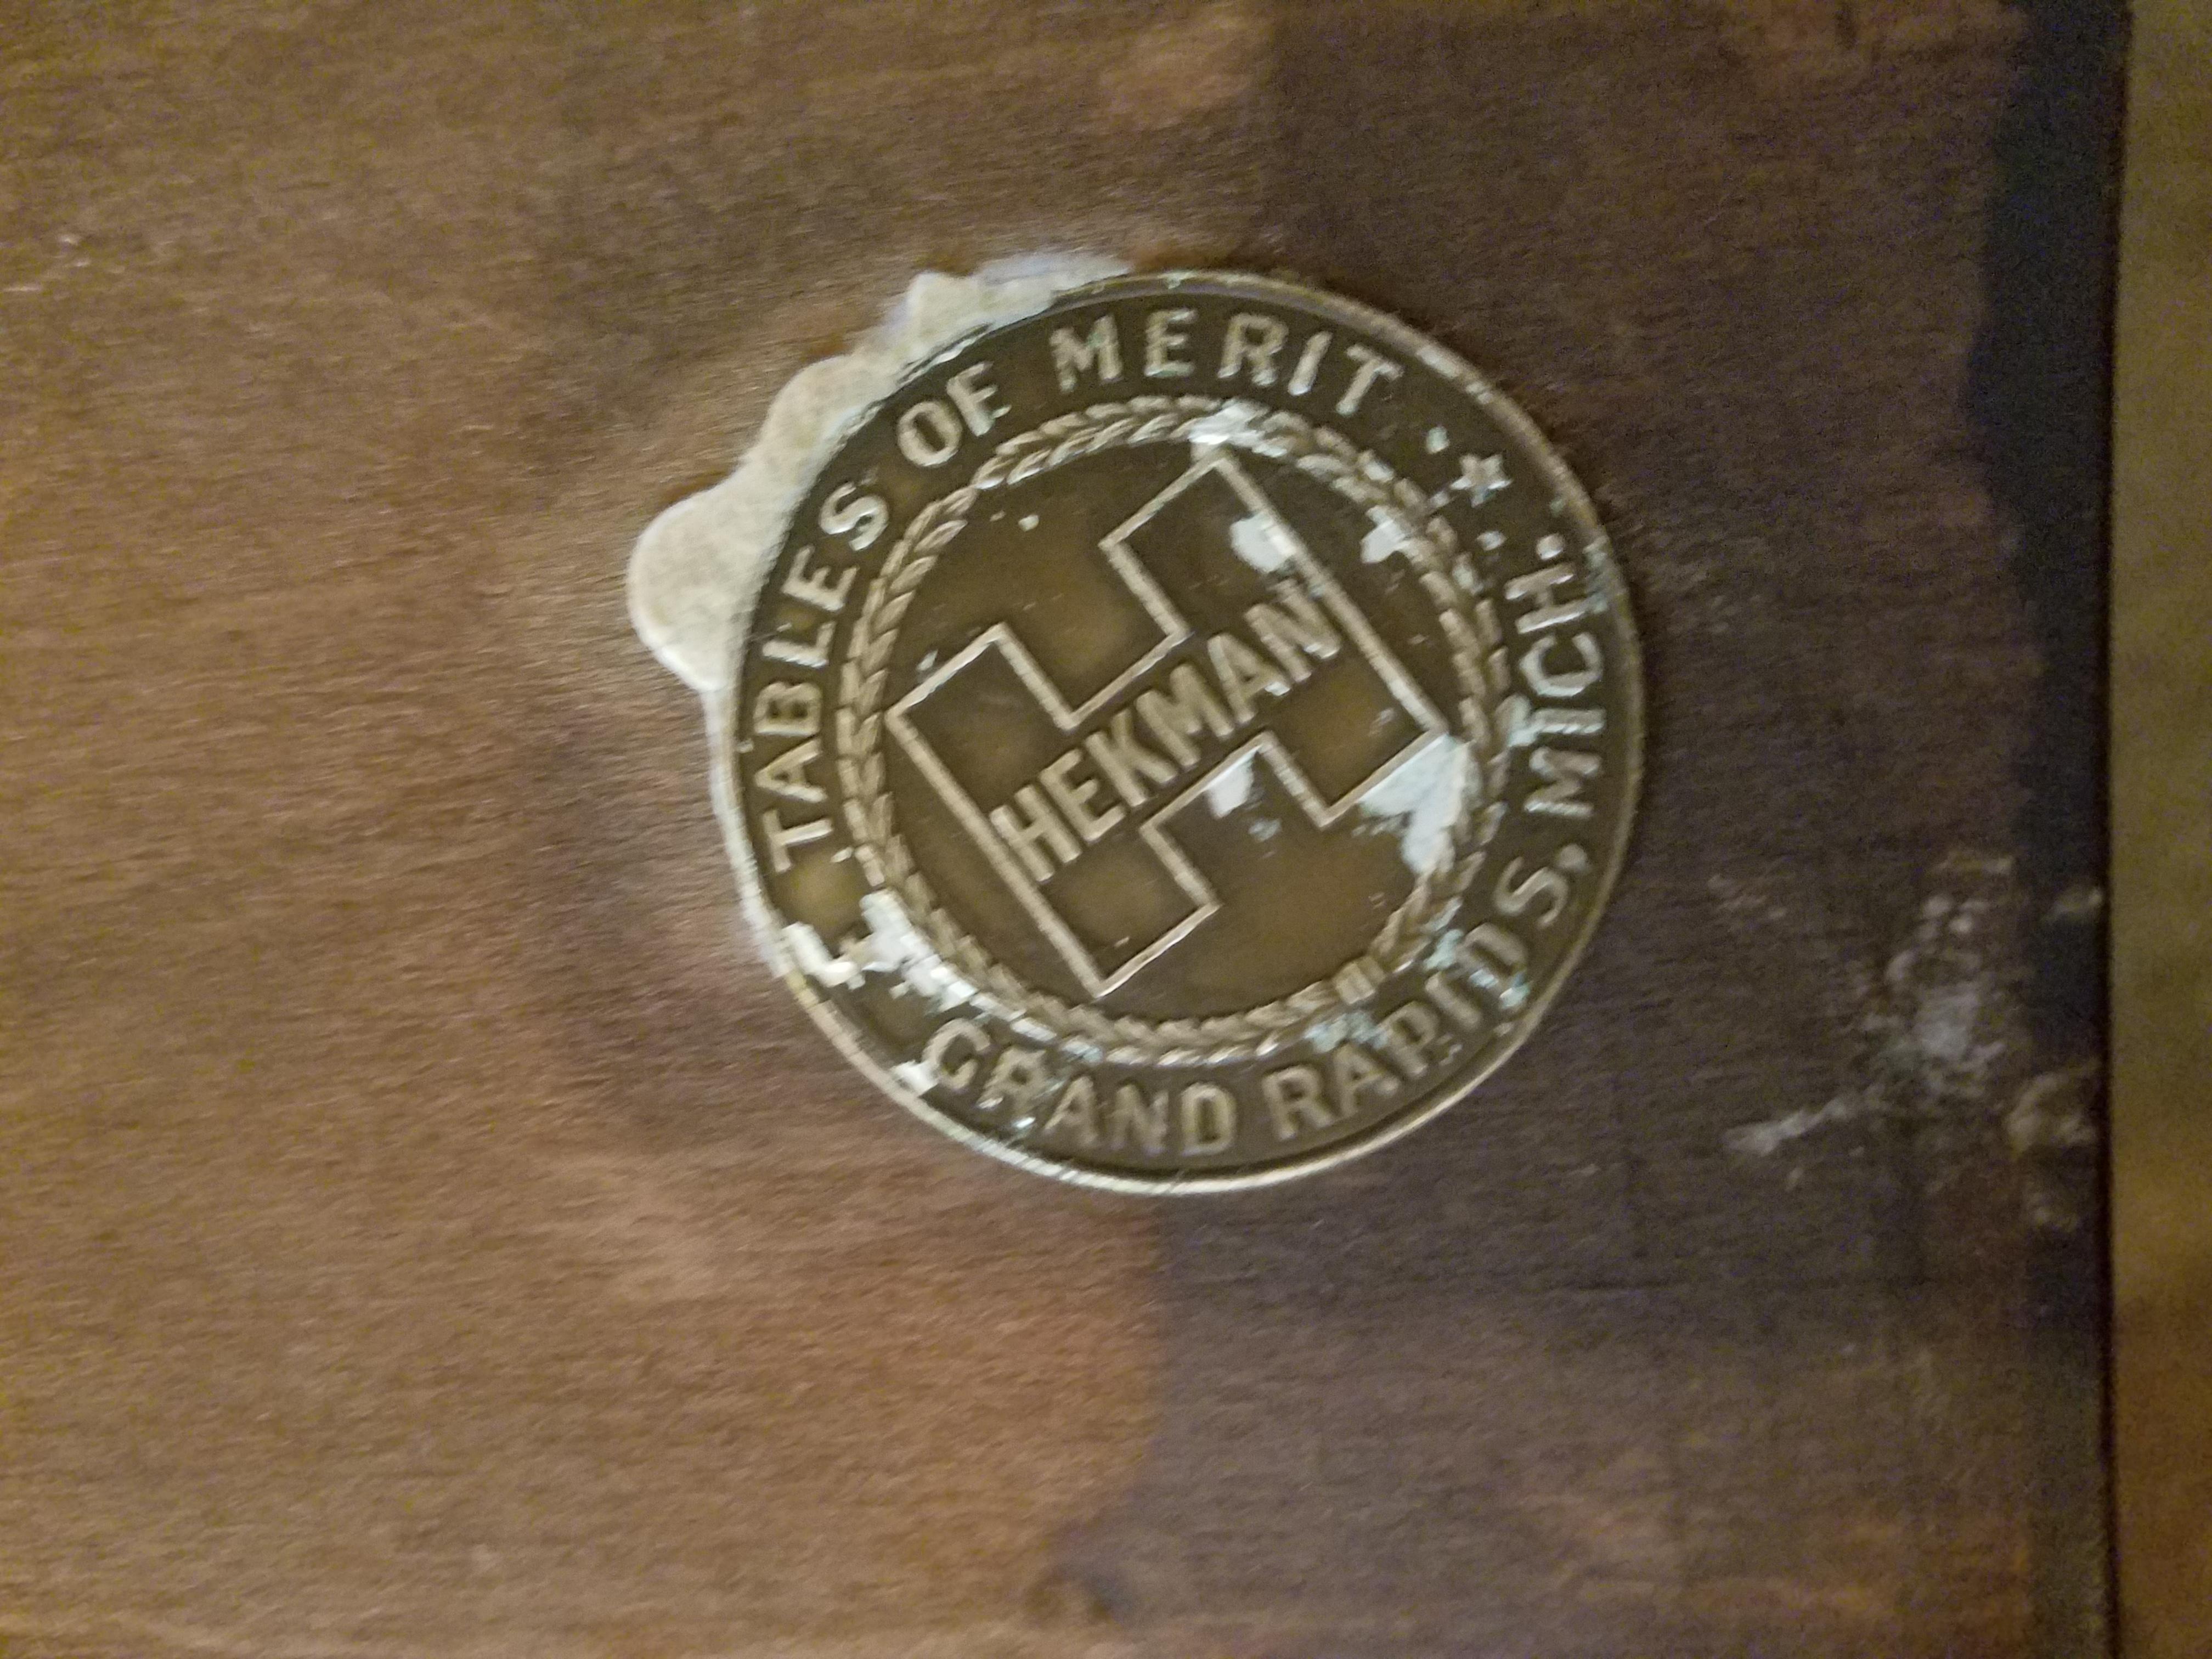 TABLES OF MERIT
HEKMAN
GRAND RAPIDS, MICH.